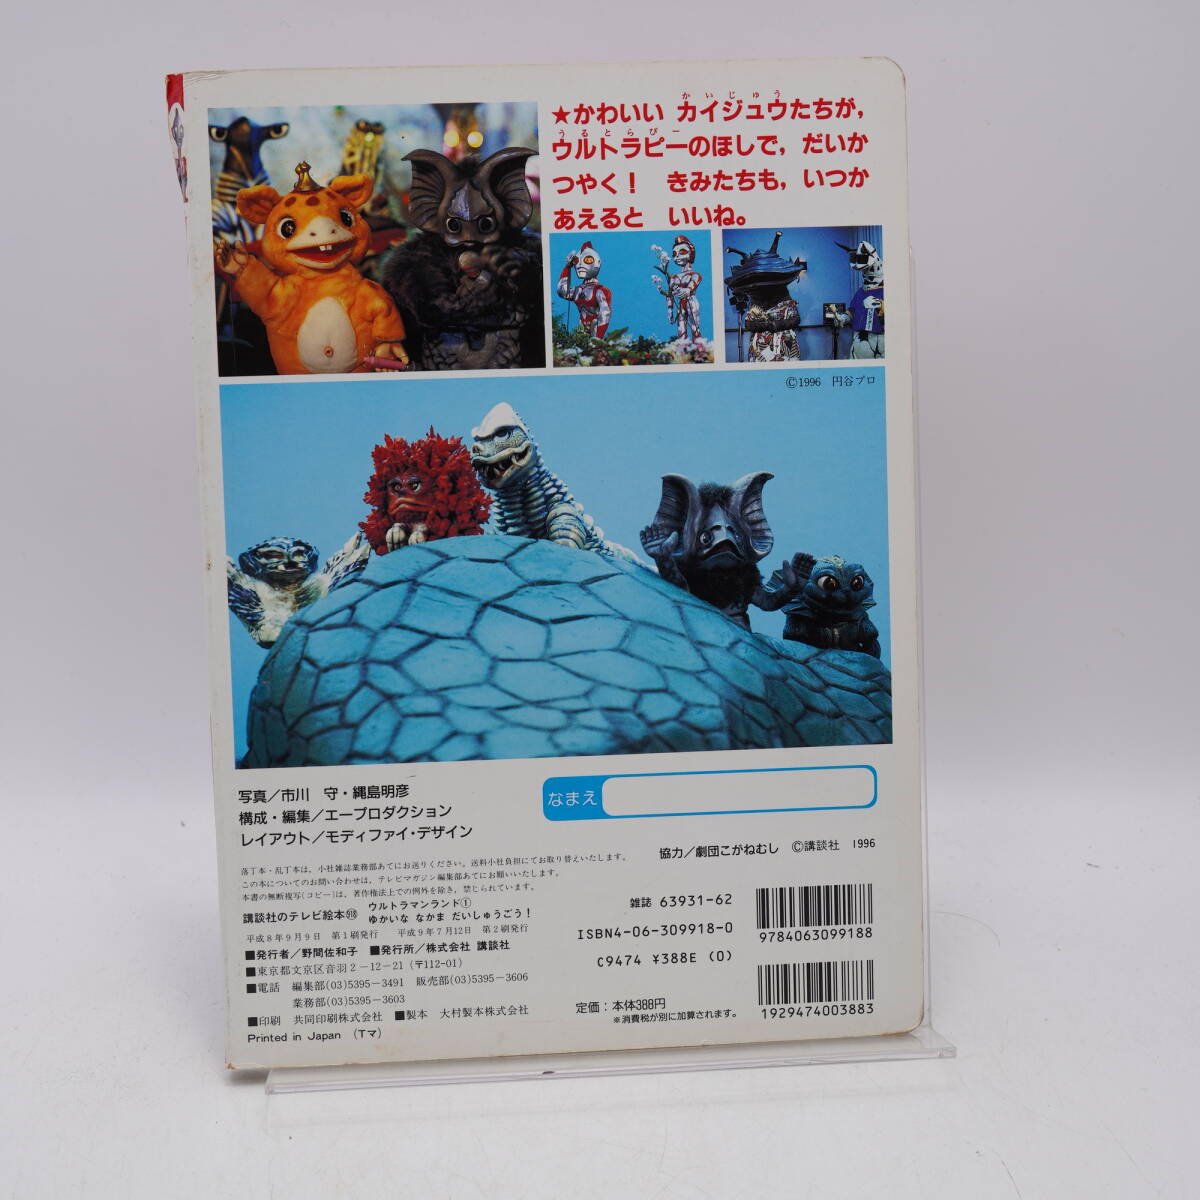 ★かわいい カイジュウたちが,
かいじゅう
ウルトラピーのほしで, だいか
うるとらぴー
つやく! きみたちも, いつか
あえると いいね。
©1996 円谷プロ
写真/市川 守・縄島明彦
構成・編集/エープロダクション
レイアウト/モディファイ・デザイン
なまえ
協力/劇団こがねむし ©講談社 1996
落丁本・乱丁本は、小社雑誌業務部あてにお送りください。送料小社負担にてお取り替えいたします。
この本についてのお問い合わせは、テレビマガジン編集部あてにお願いいたします。
本書の無断複写(コピー)は、著作権法上での例外を除き、禁じられています。
講談社のテレビ絵本 ウルトラマンランド①
ゆかいな なかま だいしゅうごう!
平成8年9月9日 第1刷発行 平成9年7月12日 第2刷発行
■発行者/野間佐和子 ■発行所/株式会社 講談社
■東京都文京区音羽2-12-21(〒112-01)
■電話 編集部(03)5395-3491 販売部(03)5395-3606
業務部(03)5395-3603
■印刷 共同印刷株式会社 ■製本 大村製本株式会社
Printed in Japan (Tマ)
雑誌 63931-62
ISBN4-06-309918-0
C9474 ¥388E (0)
定価:本体388円
※消費税が別に加算されます。
9784063099188
1929474003883